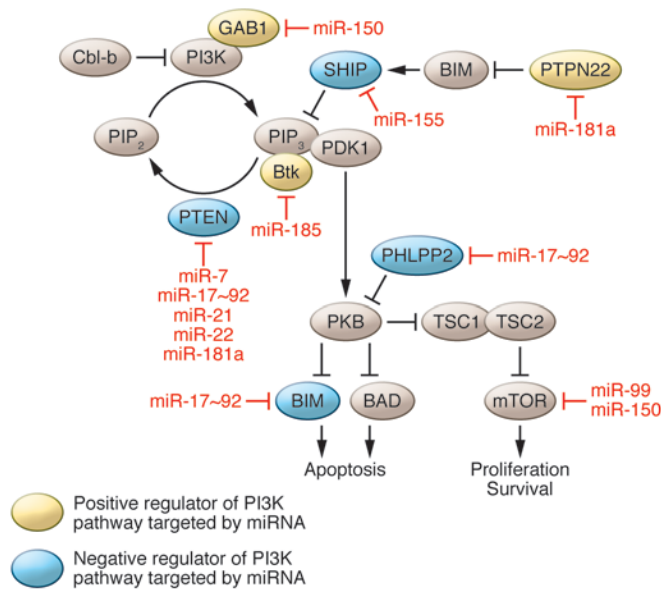 GAB1
miR-150
Cbl-b
PI3K
SHIP
BIM
PTPN22
miR-155
miR-181a
PIP2
PIP3
PDK1
Btk
PTEN
miR-185
miR-7
miR-17~92
miR-21
miR-22
miR-181a
PHLPP2
miR-17~92
PKB
TSC1
TSC2
miR-17~92
BIM
BAD
mTOR
miR-99
miR-150
Apoptosis
Proliferation
Survival
Positive regulator of PI3K
pathway targeted by miRNA
Negative regulator of PI3K
pathway targeted by miRNA